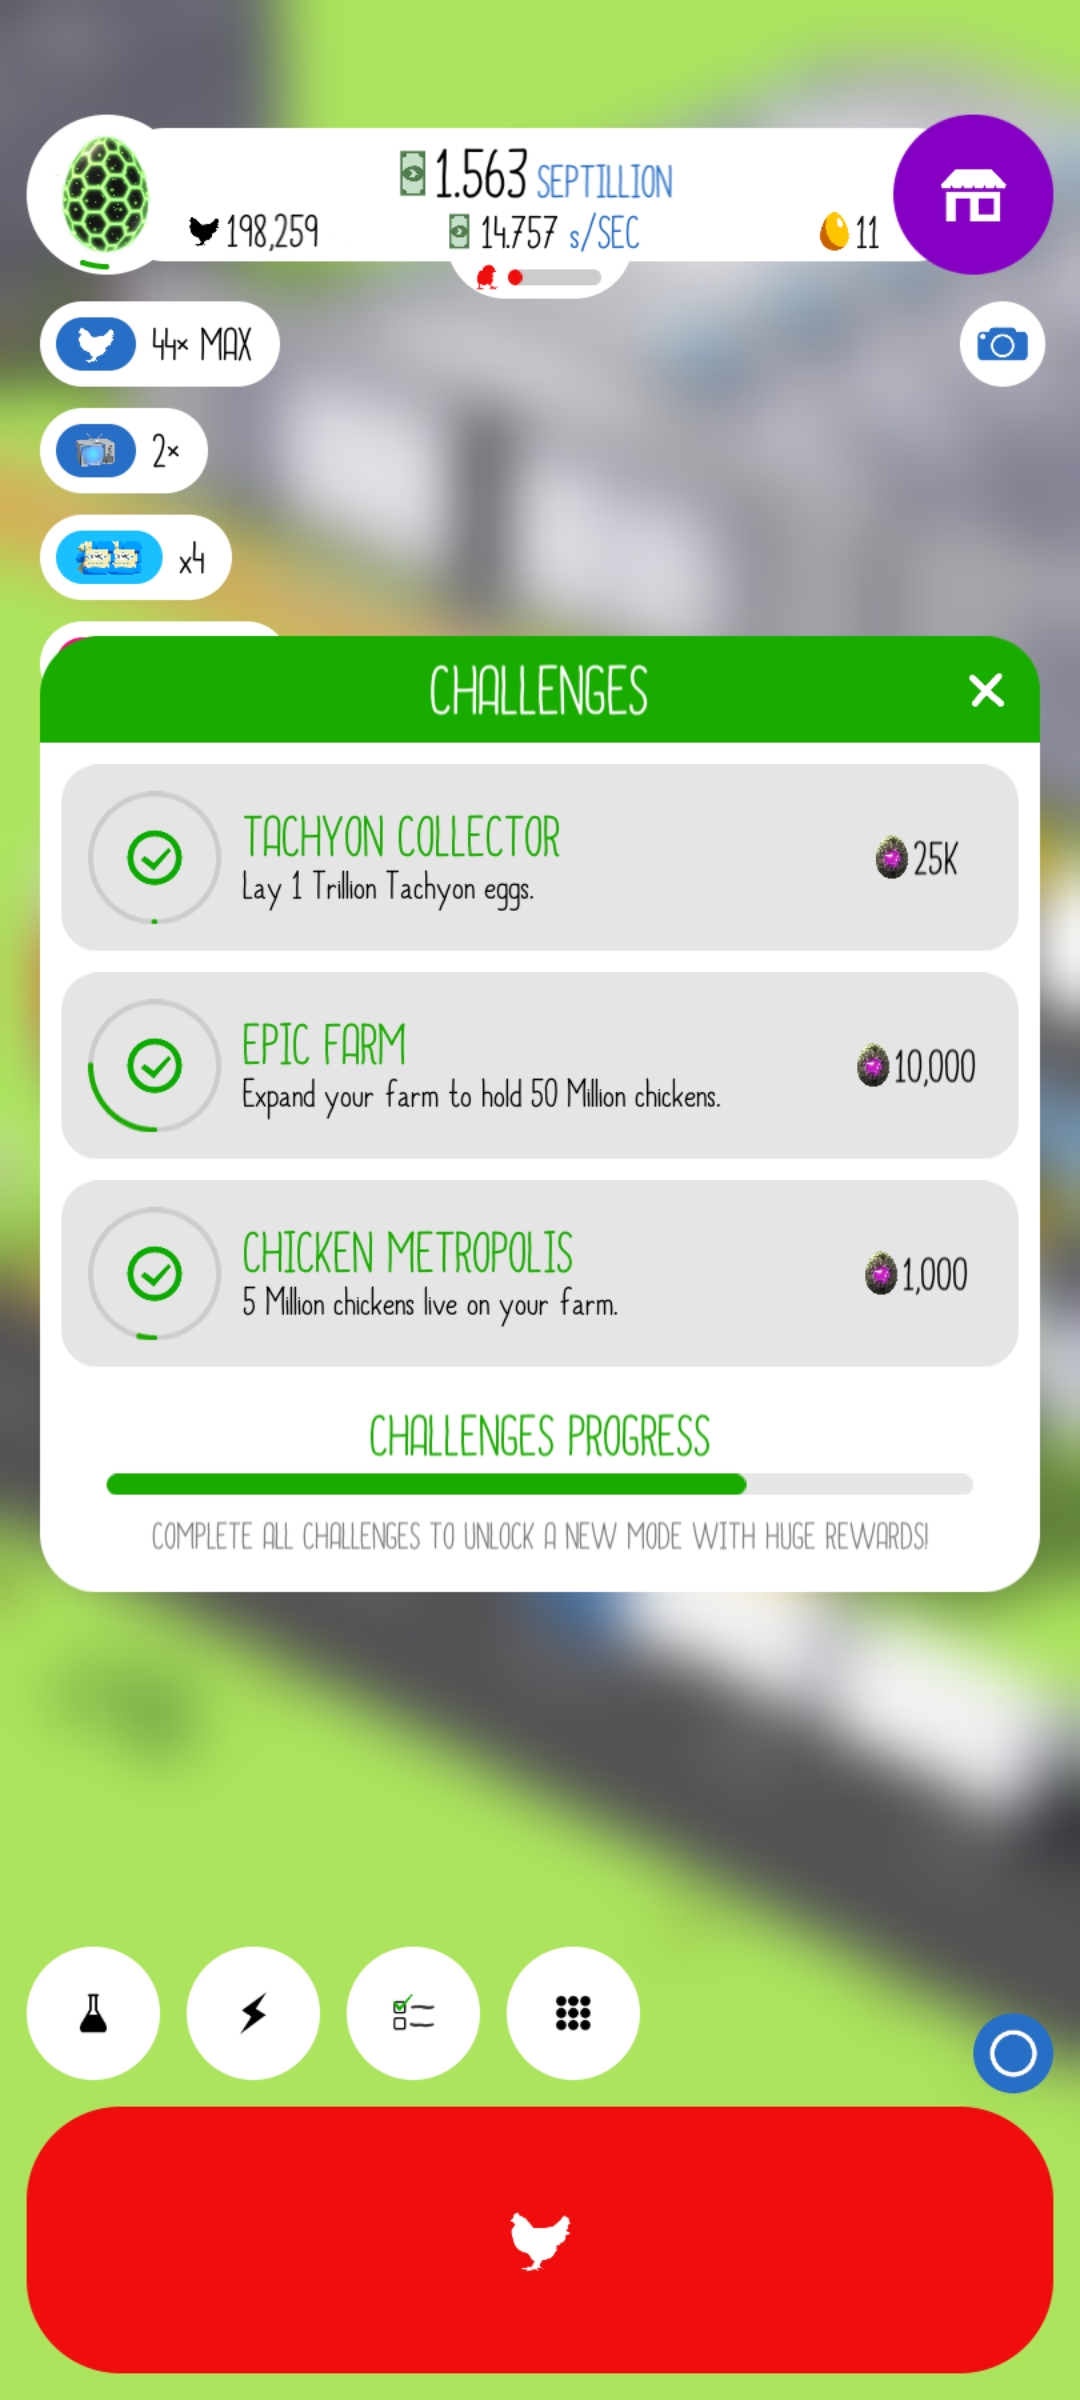 1.563 SEPTILLION
198,259
14.757 s/SEC
11
44x MAX
2x
x4
CHALLENGES
TACHYON COLLECTOR
Lay 1 Trillion Tachyon eggs.
25K
EPIC FARM
Expand your farm to hold 50 Million chickens.
10,000
CHICKEN METROPOLIS
5 Million chickens live on your farm.
1,000
CHALLENGES PROGRESS
COMPLETE ALL CHALLENGES TO UNLOCK A NEW MODE WITH HUGE REWARDS!